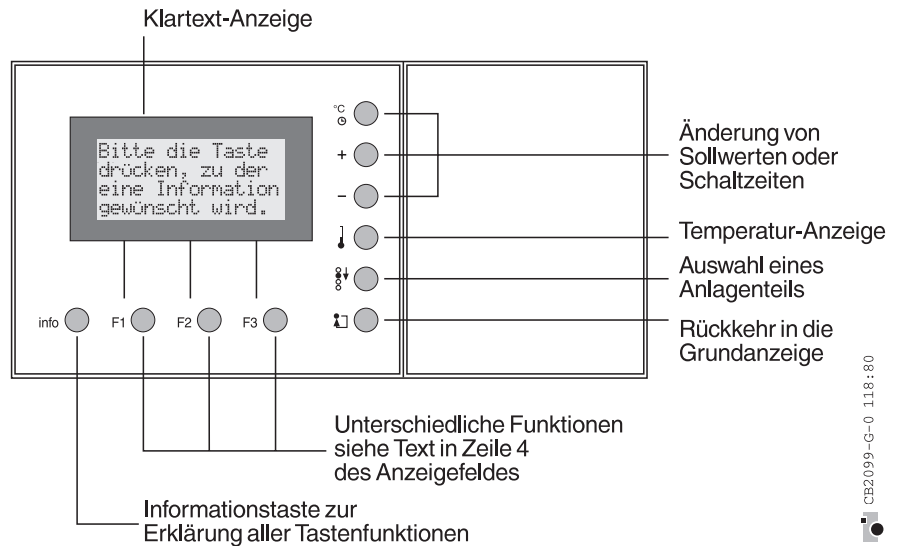 Klartext-Anzeige
°C
Bitte die Taste
drücken, zu der
eine Information
gewünscht wird.
+
–
info
F1
F2
F3
Änderung von
Sollwerten oder
Schaltzeiten
Temperatur-Anzeige
Auswahl eines
Anlagenteils
Rückkehr in die
Grundanzeige
Unterschiedliche Funktionen
siehe Text in Zeile 4
des Anzeigefeldes
Informationstaste zur
Erklärung aller Tastenfunktionen
CB2099-G-0 118:80